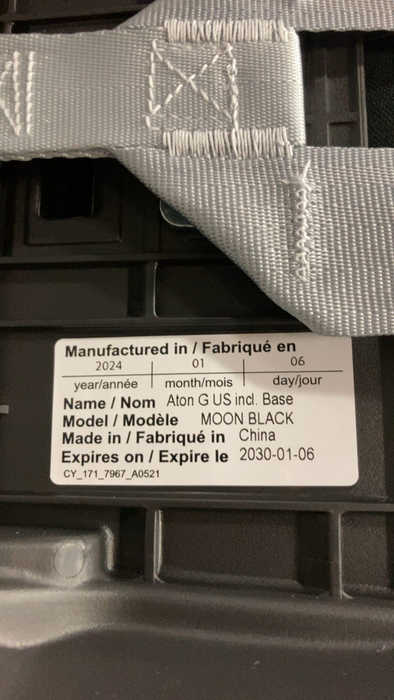 Manufactured in / Fabriqué en
2024 01 06
year/année month/mois day/jour
Name / Nom Aton G US incl. Base
Model / Modèle MOON BLACK
Made in / Fabriqué in China
Expires on / Expire le 2030-01-06
CY_171_7967_A0521